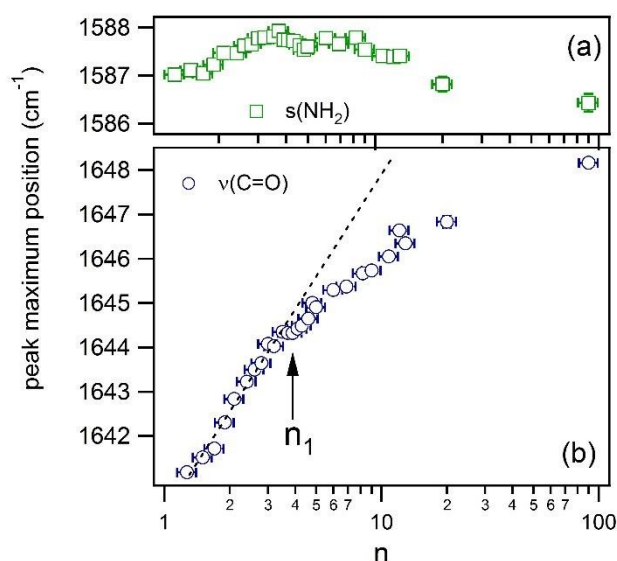 peak maximum position (cm⁻¹)
1588
1587
1586
(a)
s(NH₂)
1648
1647
1646
1645
1644
1643
1642
ν(C=O)
n₁
(b)
1 2 3 4 5 6 7 10 2 3 4 5 6 7 100
n